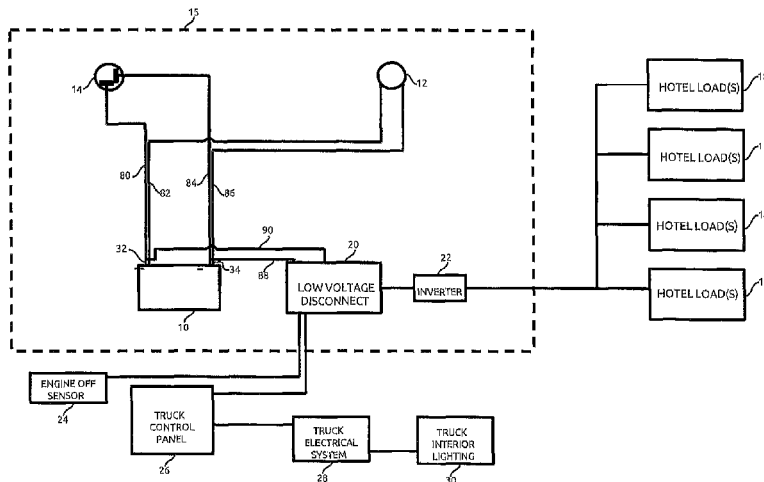 15
14
12
HOTEL LOAD(S)
HOTEL LOAD(S)
HOTEL LOAD(S)
HOTEL LOAD(S)
80
82
84
86
90
20
22
32
34
88
LOW VOLTAGE
DISCONNECT
INVERTER
10
ENGINE OFF
SENSOR
24
TRUCK
CONTROL
PANEL
26
TRUCK
ELECTRICAL
SYSTEM
28
TRUCK
INTERIOR
LIGHTING
30